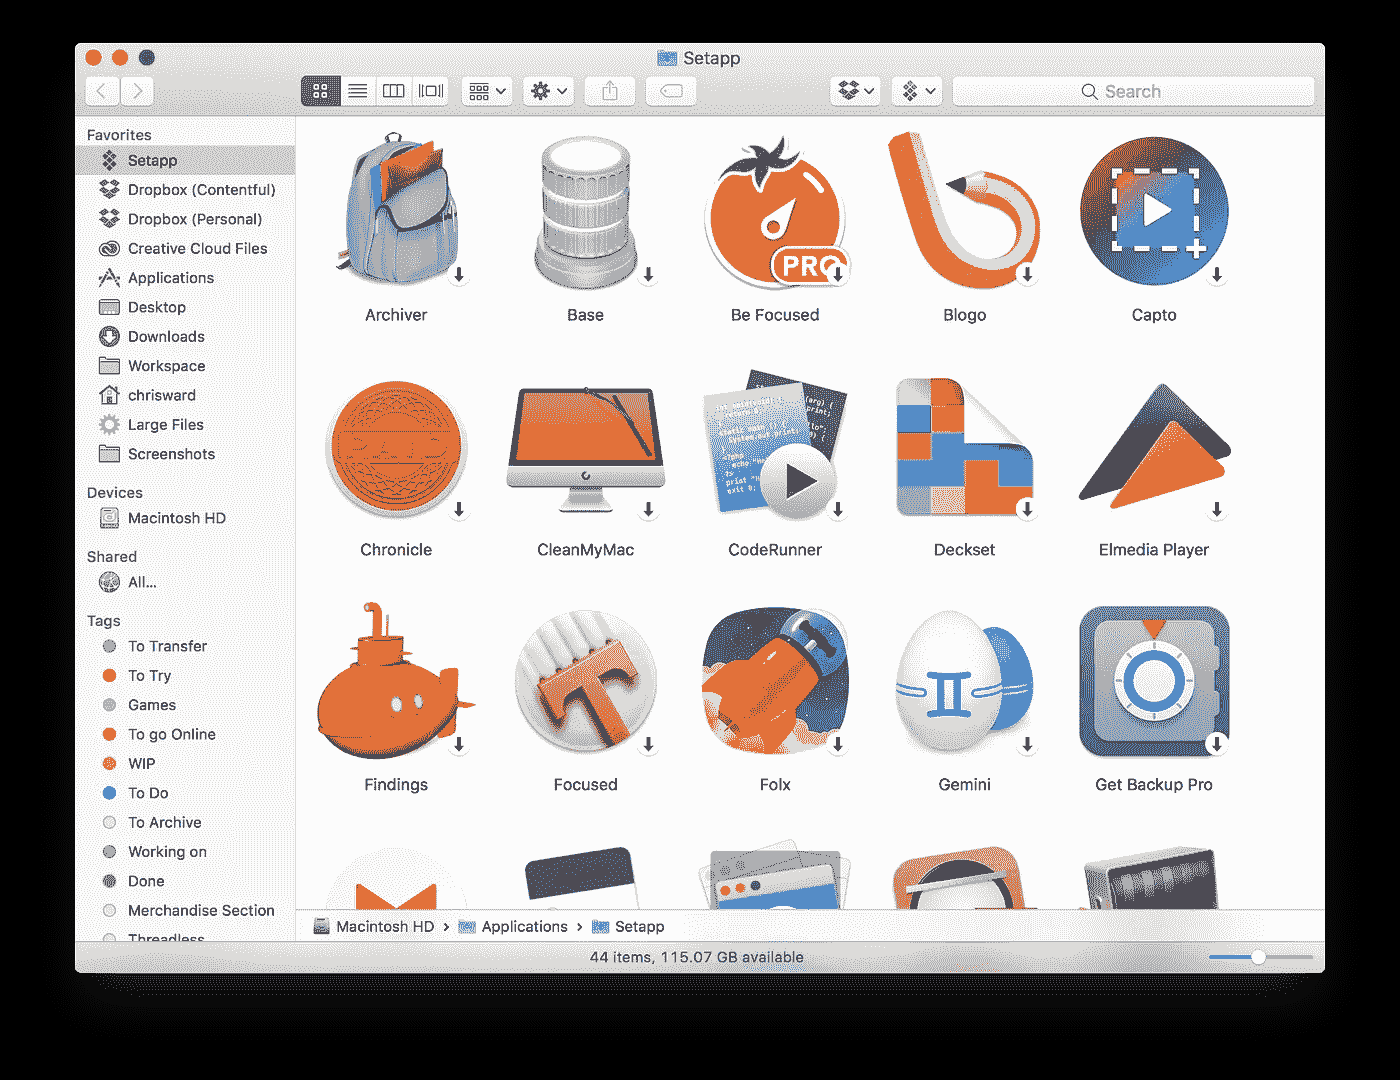 Setapp
Search
Favorites
Setapp
Dropbox (Contentful)
Dropbox (Personal)
Creative Cloud Files
Applications
Desktop
Downloads
Workspace
chrisward
Large Files
Screenshots
Devices
Macintosh HD
Shared
All...
Tags
To Transfer
To Try
Games
To go Online
WIP
To Do
To Archive
Working on
Done
Merchandise Section
Threadless
PRO
Archiver
Base
Be Focused
Blogo
Capto
Chronicle
CleanMyMac
CodeRunner
Deckset
Elmedia Player
Findings
Focused
Folx
Gemini
Get Backup Pro
Macintosh HD › Applications › Setapp
44 items, 115.07 GB available